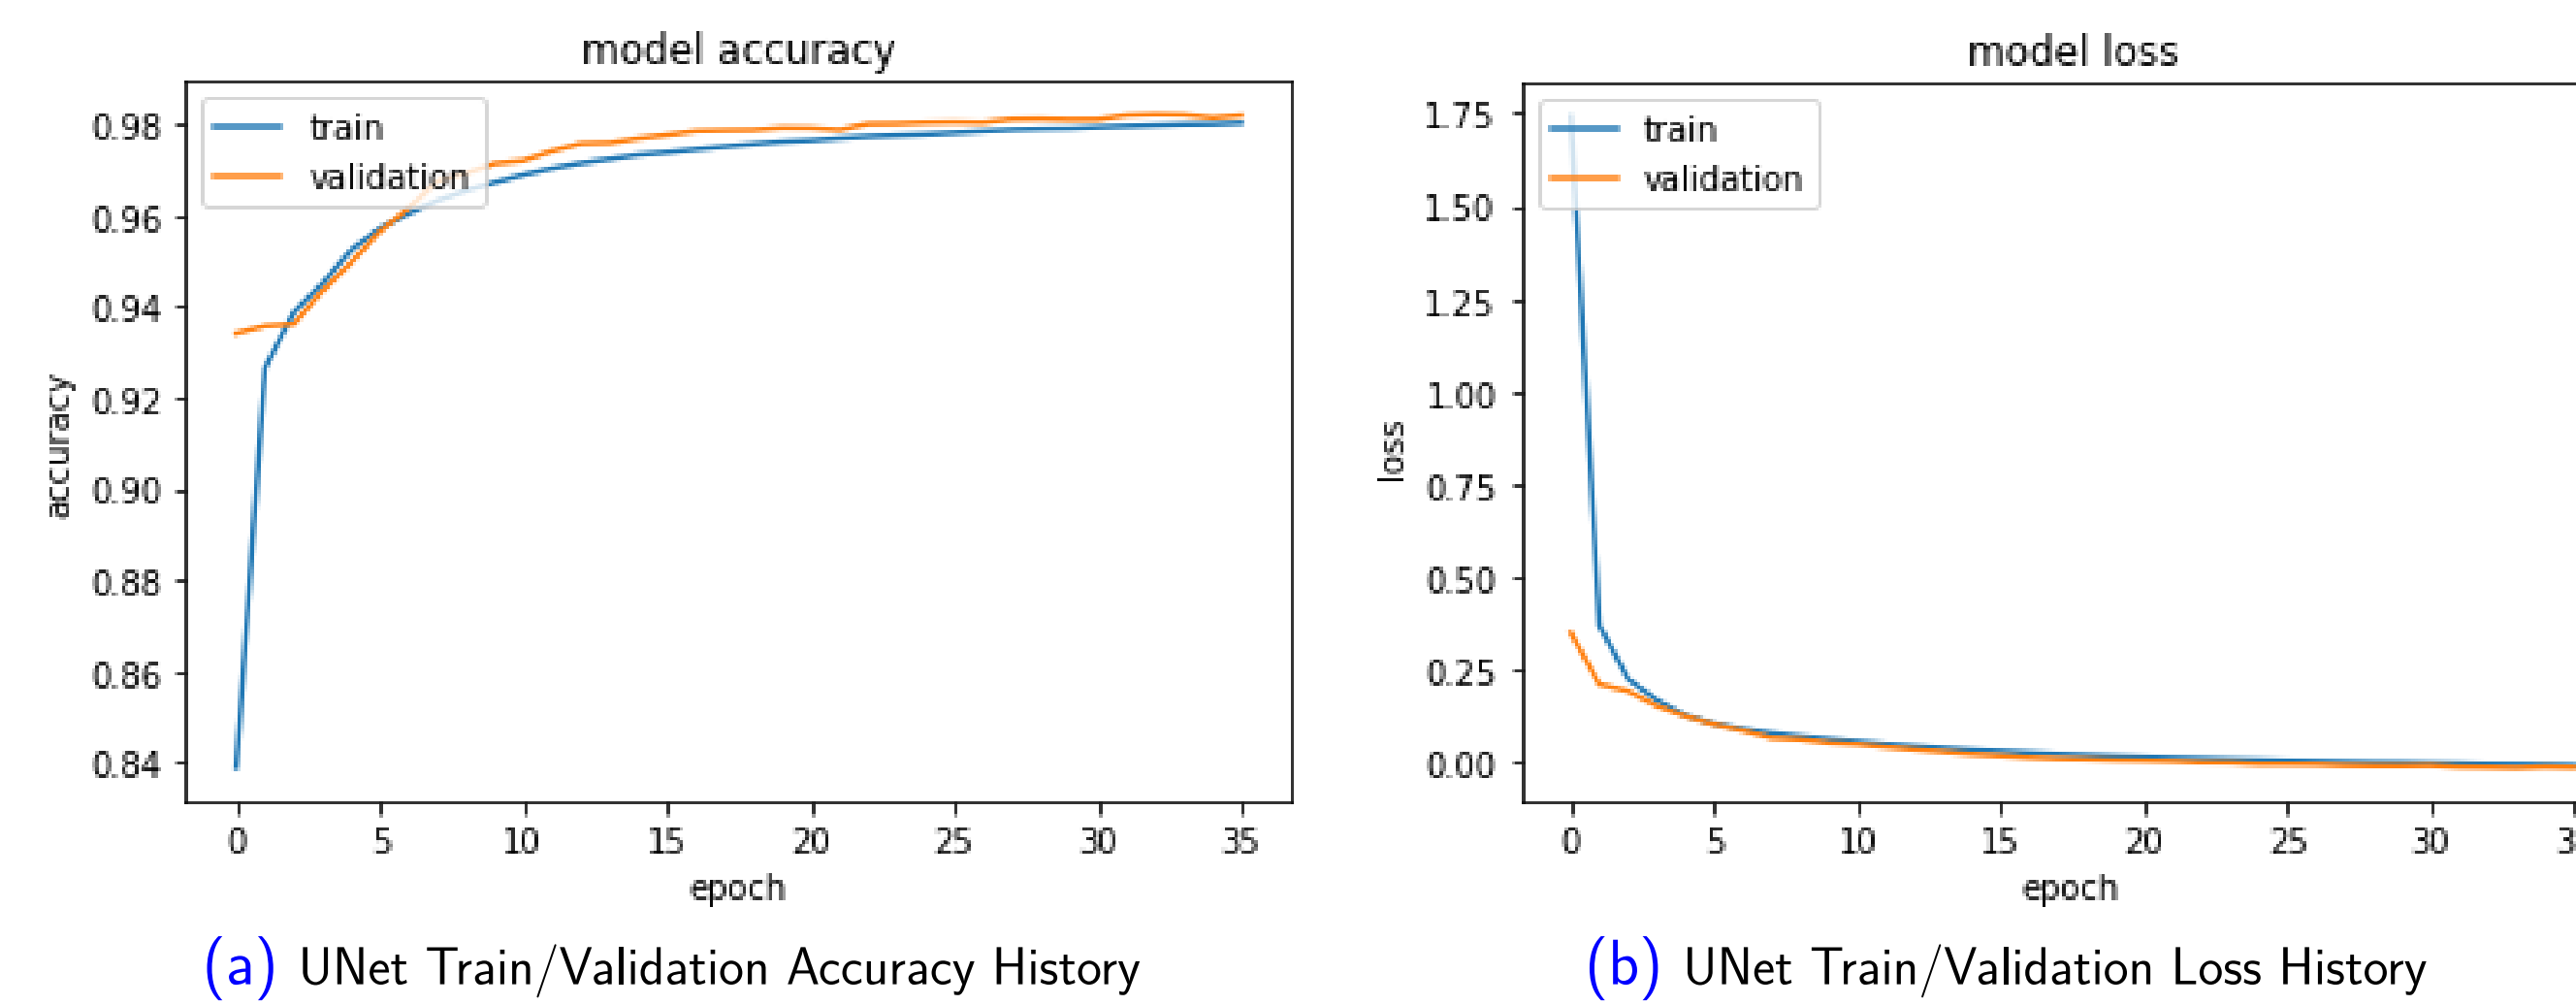 model accuracy
train
validation
0.98
0.96
0.94
0.92
0.90
0.88
0.86
0.84
accuracy
0 5 10 15 20 25 30 35
epoch
(a) UNet Train/Validation Accuracy History
model loss
train
validation
1.75
1.50
1.25
1.00
0.75
0.50
0.25
0.00
loss
0 5 10 15 20 25 30
epoch
(b) UNet Train/Validation Loss History